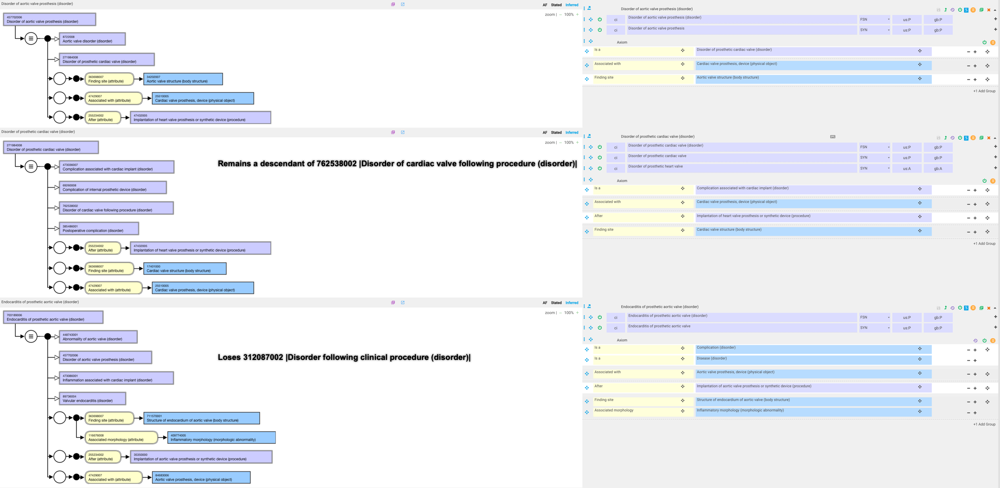 Disorder of aortic valve prosthesis (disorder)
AF Stated Inferred
zoom | – 100% +
457702006
Disorder of aortic valve prosthesis (disorder)
8722008
Aortic valve disorder (disorder)
271984008
Disorder of prosthetic cardiac valve (disorder)
363698007
Finding site (attribute)
34202007
Aortic valve structure (body structure)
47429007
Associated with (attribute)
25510005
Cardiac valve prosthesis, device (physical object)
255234002
After (attribute)
47432005
Implantation of heart valve prosthesis or synthetic device (procedure)
Disorder of aortic valve prosthesis (disorder)
S
ci Disorder of aortic valve prosthesis (disorder) FSN us:P gb:P
ci Disorder of aortic valve prosthesis SYN us:P gb:P
Axiom
Is a Disorder of prosthetic cardiac valve (disorder)
Associated with Cardiac valve prosthesis, device (physical object)
Finding site Aortic valve structure (body structure)
+1 Add Group
Disorder of prosthetic cardiac valve (disorder)
AF Stated Inferred
zoom | – 100% +
271984008
Disorder of prosthetic cardiac valve (disorder)
Remains a descendant of 762538002 |Disorder of cardiac valve following procedure (disorder)|
473036007
Complication associated with cardiac implant (disorder)
69260008
Complication of internal prosthetic device (disorder)
762538002
Disorder of cardiac valve following procedure (disorder)
385486001
Postoperative complication (disorder)
255234002
After (attribute)
47432005
Implantation of heart valve prosthesis or synthetic device (procedure)
363698007
Finding site (attribute)
17401000
Cardiac valve structure (body structure)
47429007
Associated with (attribute)
25510005
Cardiac valve prosthesis, device (physical object)
Disorder of prosthetic cardiac valve (disorder)
S
ci Disorder of prosthetic cardiac valve (disorder) FSN us:P gb:P
ci Disorder of prosthetic cardiac valve SYN us:P gb:P
ci Disorder of prosthetic heart valve SYN us:A gb:A
Axiom
Is a Complication associated with cardiac implant (disorder)
Associated with Cardiac valve prosthesis, device (physical object)
After Implantation of heart valve prosthesis or synthetic device (procedure)
Finding site Cardiac valve structure (body structure)
+1 Add Group
Endocarditis of prosthetic aortic valve (disorder)
AF Stated Inferred
zoom | – 100% +
703189006
Endocarditis of prosthetic aortic valve (disorder)
448743001
Abnormality of aortic valve (disorder)
457702006
Disorder of aortic valve prosthesis (disorder)
Loses 312087002 |Disorder following clinical procedure (disorder)|
473086001
Inflammation associated with cardiac implant (disorder)
89736004
Valvular endocarditis (disorder)
363698007
Finding site (attribute)
711570001
Structure of endocardium of aortic valve (body structure)
116676008
Associated morphology (attribute)
409774005
Inflammatory morphology (morphologic abnormality)
255234002
After (attribute)
35350000
Implantation of aortic valve prosthesis or synthetic device (procedure)
47429007
Associated with (attribute)
84683006
Aortic valve prosthesis, device (physical object)
Endocarditis of prosthetic aortic valve (disorder)
S
ci Endocarditis of prosthetic aortic valve (disorder) FSN us:P gb:P
ci Endocarditis of prosthetic aortic valve SYN us:P gb:P
Axiom
Is a Complication (disorder)
Is a Disease (disorder)
Associated with Aortic valve prosthesis, device (physical object)
After Implantation of aortic valve prosthesis or synthetic device (procedure)
Finding site Structure of endocardium of aortic valve (body structure)
Associated morphology Inflammatory morphology (morphologic abnormality)
+1 Add Group